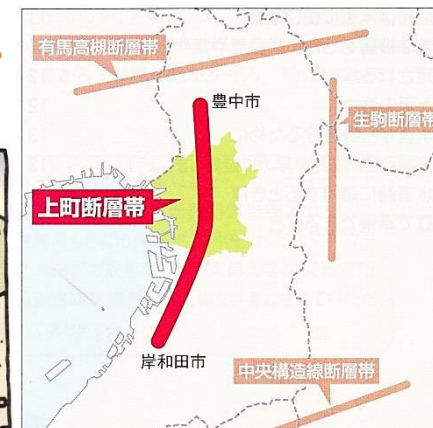 有馬高槻断層帯
豊中市
生駒断層帯
上町断層帯
岸和田市
中央構造線断層帯